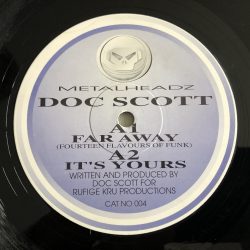 METALHEADZ
DOC SCOTT
A1
FAR AWAY
(FOURTEEN FLAVOURS OF FUNK)
A2
IT'S YOURS
WRITTEN AND PRODUCED BY
DOC SCOTT FOR
RUFIGE KRU PRODUCTIONS
CAT NO 004